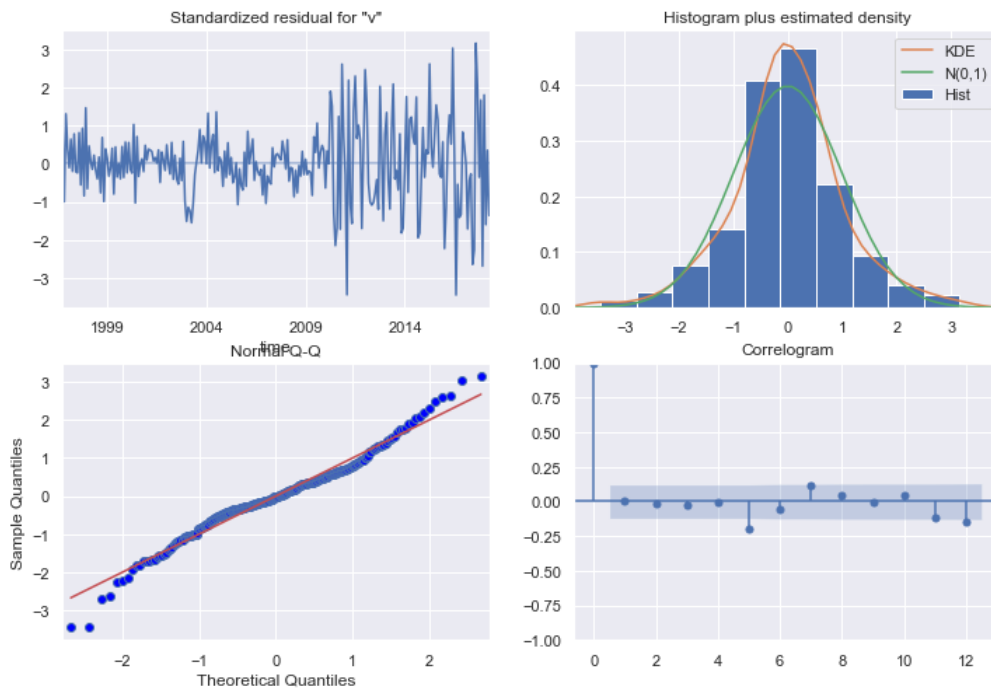 Standardized residual for "v"
3
2
1
0
−1
−2
−3
1999 2004 2009 2014
time
Histogram plus estimated density
KDE
N(0,1)
Hist
0.4
0.3
0.2
0.1
0.0
−3 −2 −1 0 1 2 3
Normal Q-Q
Sample Quantiles
3
2
1
0
−1
−2
−3
−2 −1 0 1 2
Theoretical Quantiles
Correlogram
1.00
0.75
0.50
0.25
0.00
−0.25
−0.50
−0.75
−1.00
0 2 4 6 8 10 12